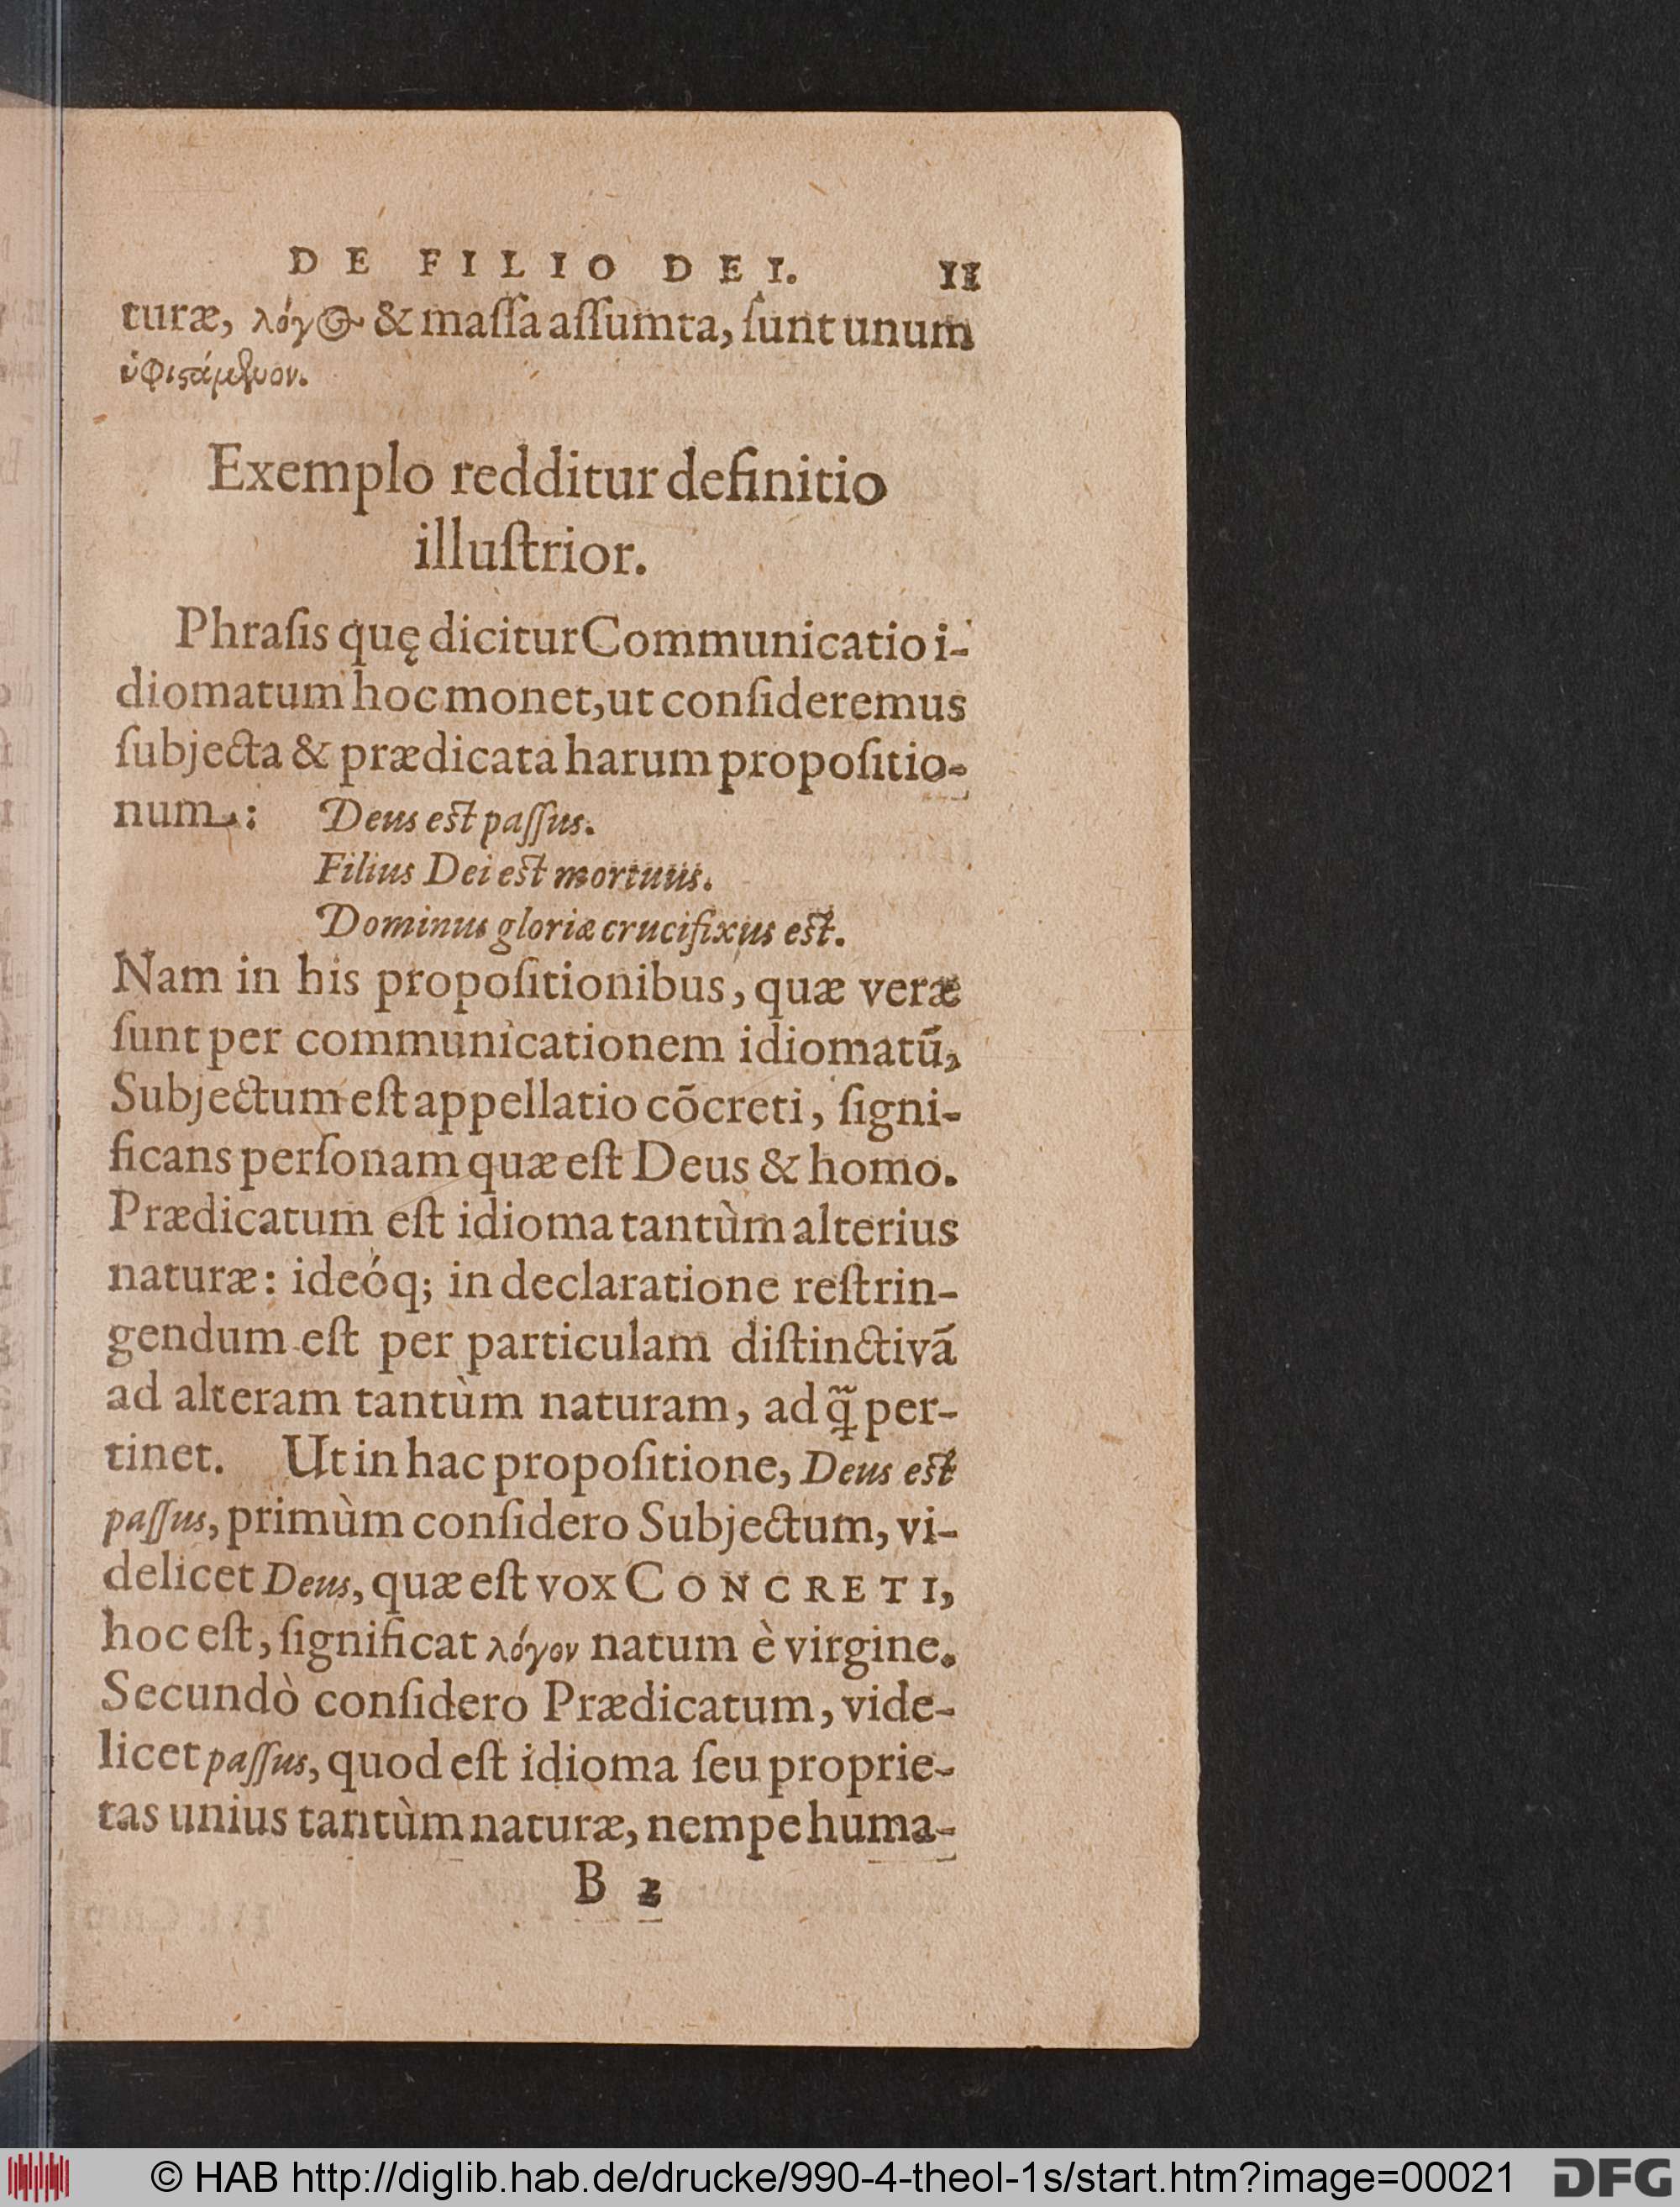 DE FILIO DEI. 11
turæ, λόγος & maſſa aſſumta, ſunt unum
ὑφιςάμενον.
Exemplo redditur definitio
illuſtrior.
Phraſis quę dicitur Communicatio i-
diomatum hoc monet, ut conſideremus
ſubjecta & prædicata harum propoſitio-
num: Deus eſt paſſus.
Filius Dei eſt mortuus.
Dominus gloriæ crucifixus eſt.
Nam in his propoſitionibus, quæ veræ
ſunt per communicationem idiomatũ,
Subjectum eſt appellatio cõcreti, ſigni-
ficans perſonam quæ eſt Deus & homo.
Prædicatum eſt idioma tantùm alterius
naturæ: ideóq; in declaratione reſtrin-
gendum eſt per particulam diſtinctivã
ad alteram tantùm naturam, ad q̃ per-
tinet. Ut in hac propoſitione, Deus eſt
paſſus, primùm conſidero Subjectum, vi-
delicet Deus, quæ eſt vox CONCRETI,
hoc eſt, ſignificat λόγον natum è virgine.
Secundò conſidero Prædicatum, vide-
licet paſſus, quod eſt idioma ſeu proprie-
tas unius tantùm naturæ, nempe huma-
B 2
© HAB http://diglib.hab.de/drucke/990-4-theol-1s/start.htm?image=00021 DFG